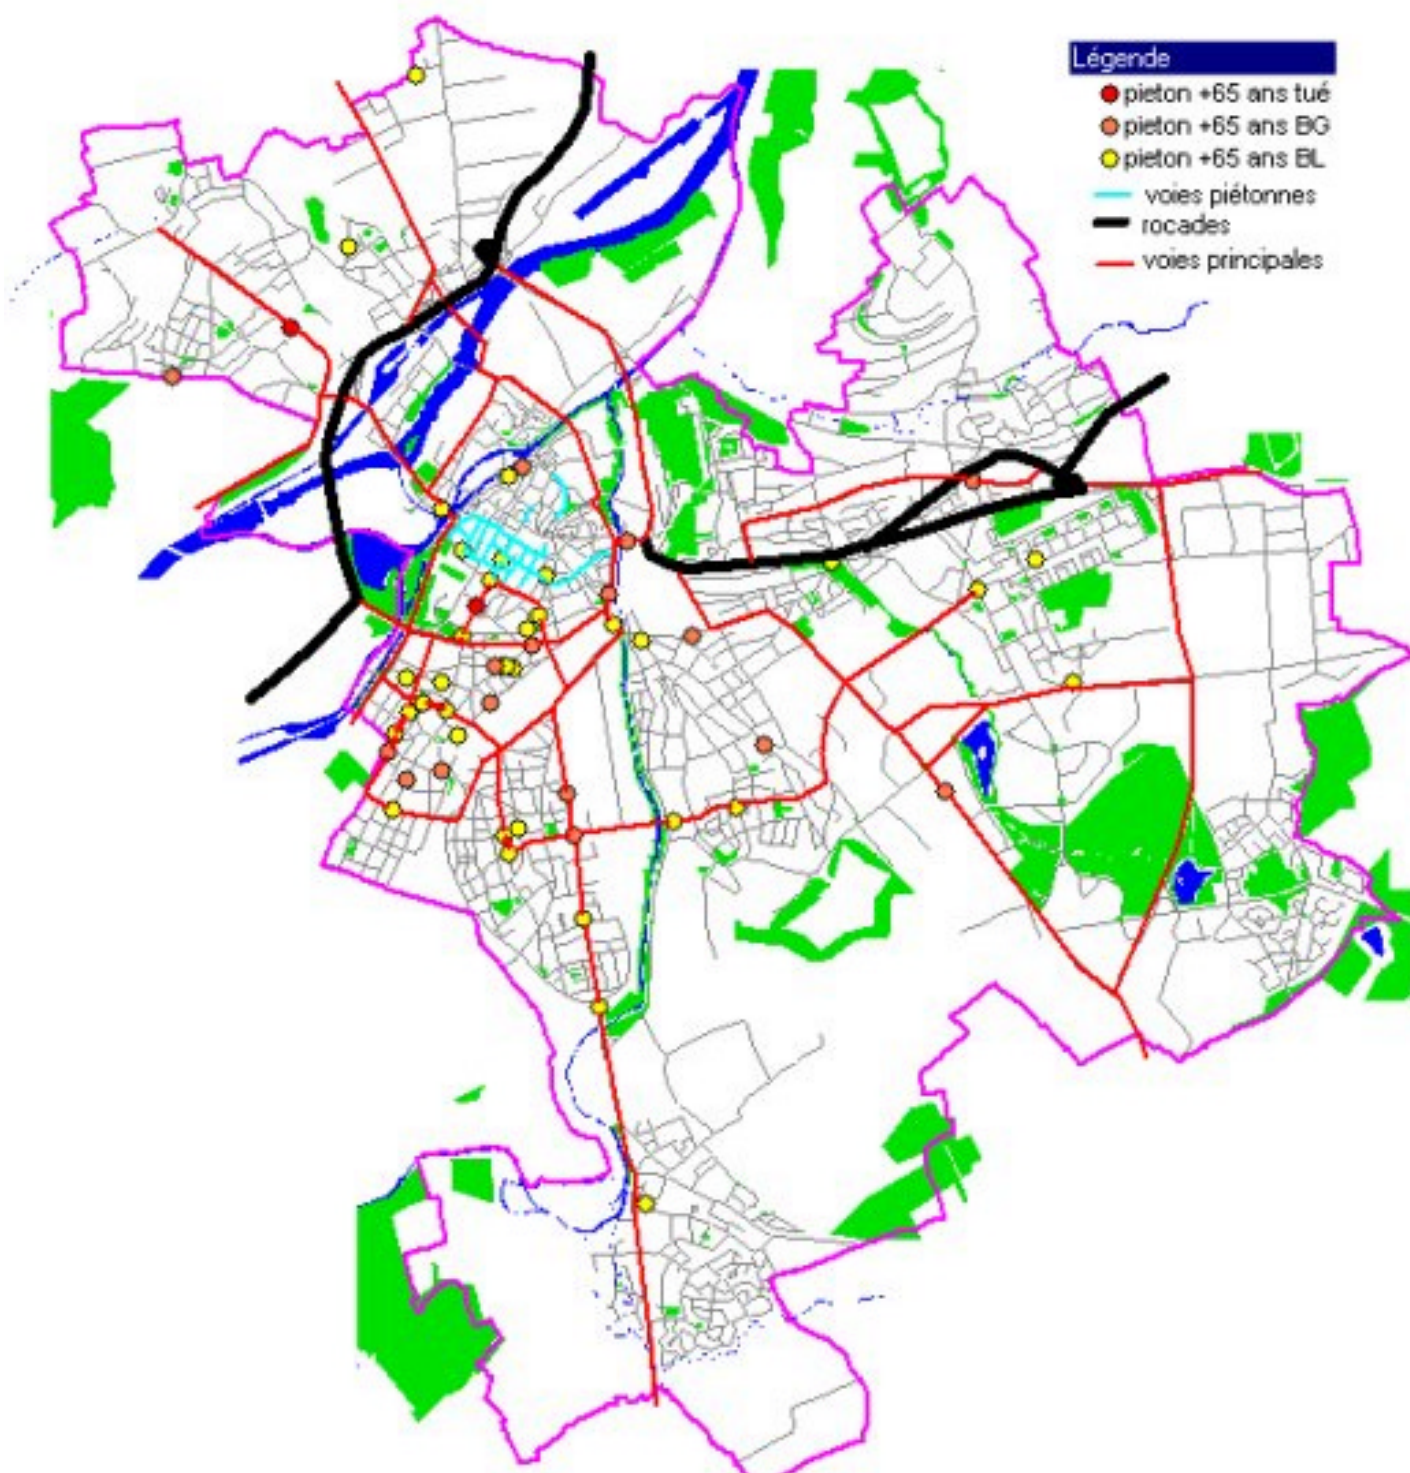 Légende
pieton +65 ans tué
pieton +65 ans BG
pieton +65 ans BL
voies piétonnes
rocades
voies principales